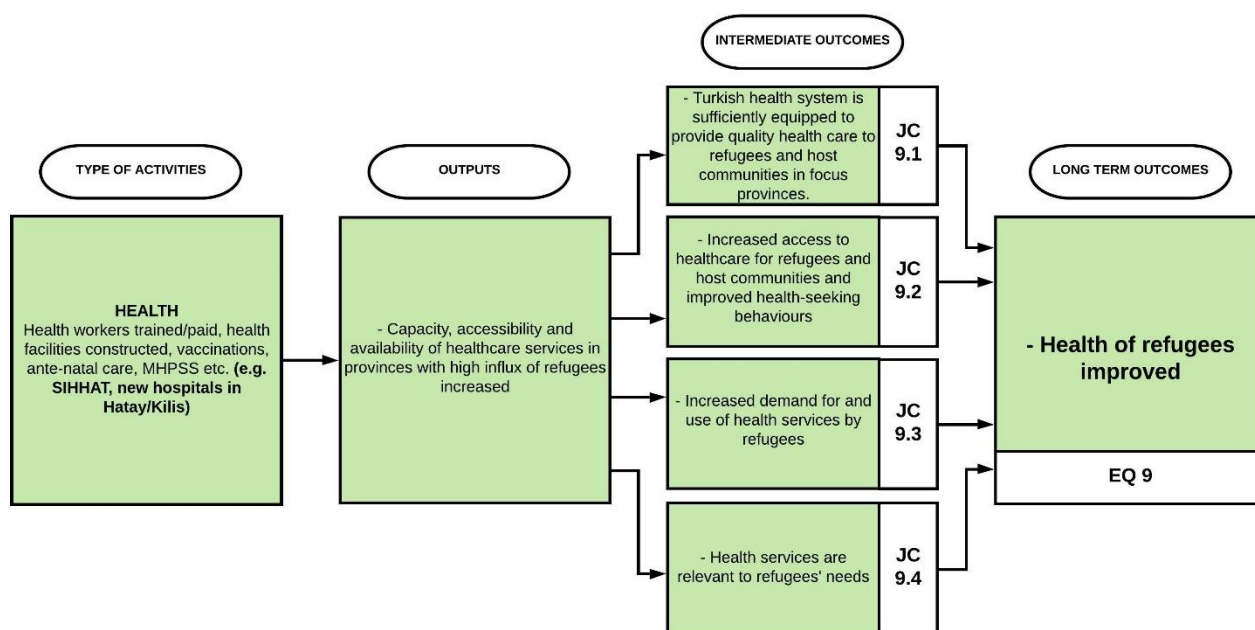 TYPE OF ACTIVITIES
HEALTH
Health workers trained/paid, health
facilities constructed, vaccinations,
ante-natal care, MHPSS etc. (e.g.
SIHHAT, new hospitals in
Hatay/Kilis)
OUTPUTS
- Capacity, accessibility and
availability of healthcare services in
provinces with high influx of refugees
increased
INTERMEDIATE OUTCOMES
- Turkish health system is
sufficiently equipped to
provide quality health care to
refugees and host
communities in focus
provinces.
JC
9.1
- Increased access to
healthcare for refugees and
host communities and
improved health-seeking
behaviours
JC
9.2
- Increased demand for and
use of health services by
refugees
JC
9.3
- Health services are
relevant to refugees' needs
JC
9.4
LONG TERM OUTCOMES
- Health of refugees
improved
EQ 9